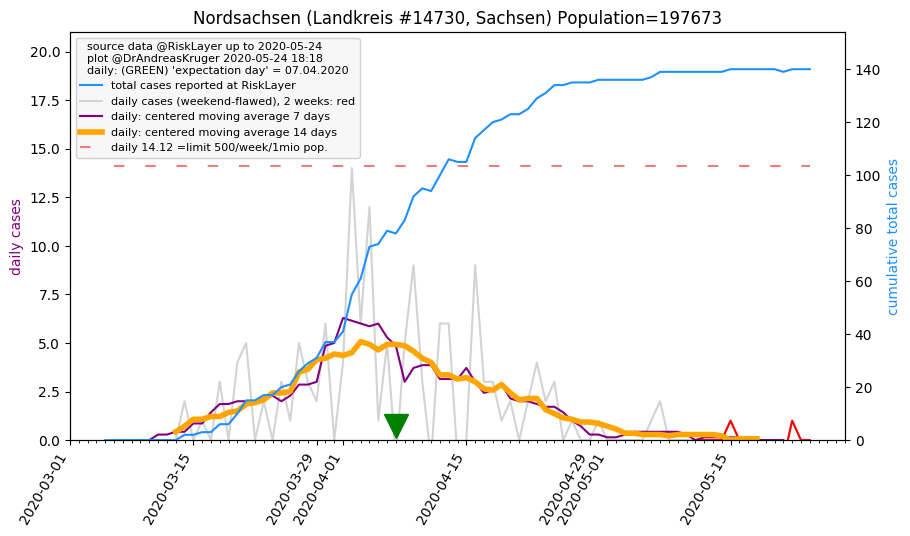 Nordsachsen (Landkreis #14730, Sachsen) Population=197673
source data @RiskLayer up to 2020-05-24
plot @DrAndreasKruger 2020-05-24 18:18
daily: (GREEN) 'expectation day' = 07.04.2020
total cases reported at RiskLayer
daily cases (weekend-flawed), 2 weeks: red
daily: centered moving average 7 days
daily: centered moving average 14 days
daily 14.12 =limit 500/week/1mio pop.
daily cases
20.0
17.5
15.0
12.5
10.0
7.5
5.0
2.5
0.0
140
120
100
80
60
40
20
0
cumulative total cases
2020-03-01
2020-03-15
2020-03-29
2020-04-01
2020-04-15
2020-04-29
2020-05-01
2020-05-15